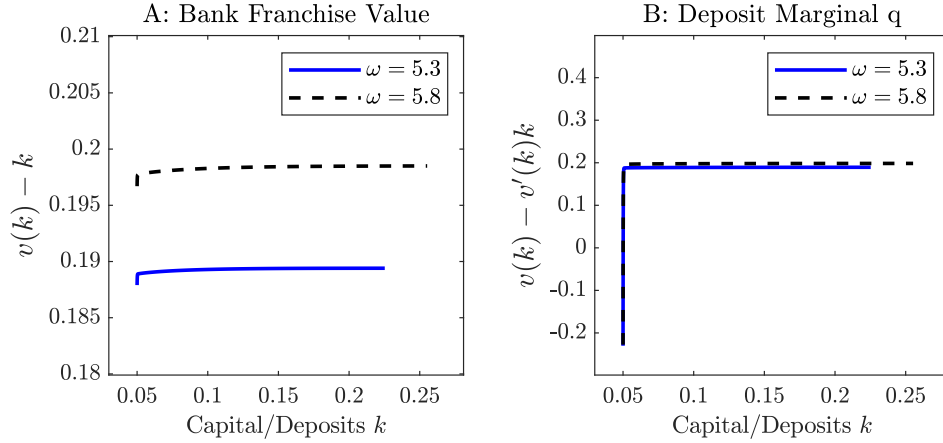 A: Bank Franchise Value
0.21
0.205
0.2
0.195
0.19
0.185
0.18
v(k) − k
ω = 5.3
ω = 5.8
0.05 0.1 0.15 0.2 0.25
Capital/Deposits k
B: Deposit Marginal q
0.4
0.3
0.2
0.1
0
-0.1
-0.2
v(k) − v′(k)k
ω = 5.3
ω = 5.8
0.05 0.1 0.15 0.2 0.25
Capital/Deposits k